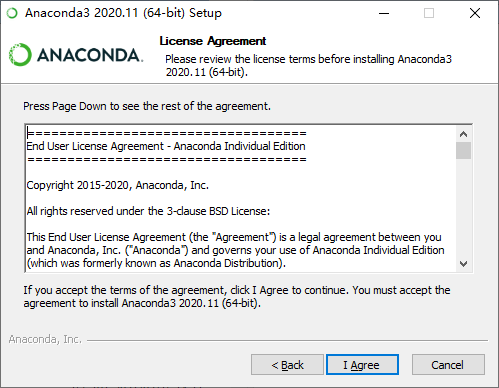 Anaconda3 2020.11 (64-bit) Setup
ANACONDA.
License Agreement
Please review the license terms before installing Anaconda3
2020.11 (64-bit).
Press Page Down to see the rest of the agreement.
===================================
End User License Agreement - Anaconda Individual Edition
===================================
Copyright 2015-2020, Anaconda, Inc.
All rights reserved under the 3-clause BSD License:
This End User License Agreement (the "Agreement") is a legal agreement between you
and Anaconda, Inc. ("Anaconda") and governs your use of Anaconda Individual Edition
(which was formerly known as Anaconda Distribution).
If you accept the terms of the agreement, click I Agree to continue. You must accept the
agreement to install Anaconda3 2020.11 (64-bit).
Anaconda, Inc.
< Back
I Agree
Cancel